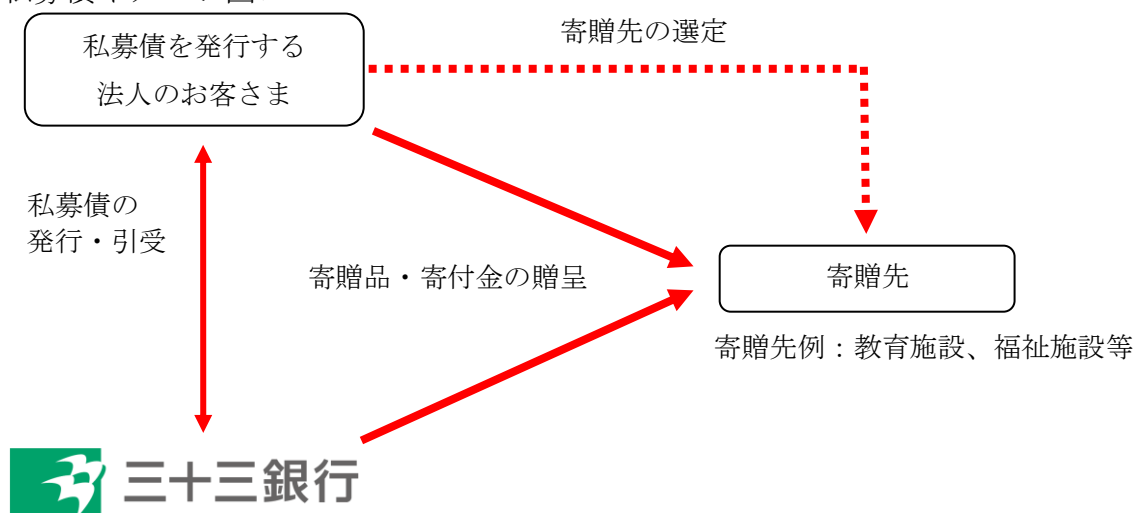 私募債を発行する
法人のお客さま
寄贈先の選定
私募債の
発行・引受
寄贈品・寄付金の贈呈
寄贈先
寄贈先例：教育施設、福祉施設等
三十三銀行